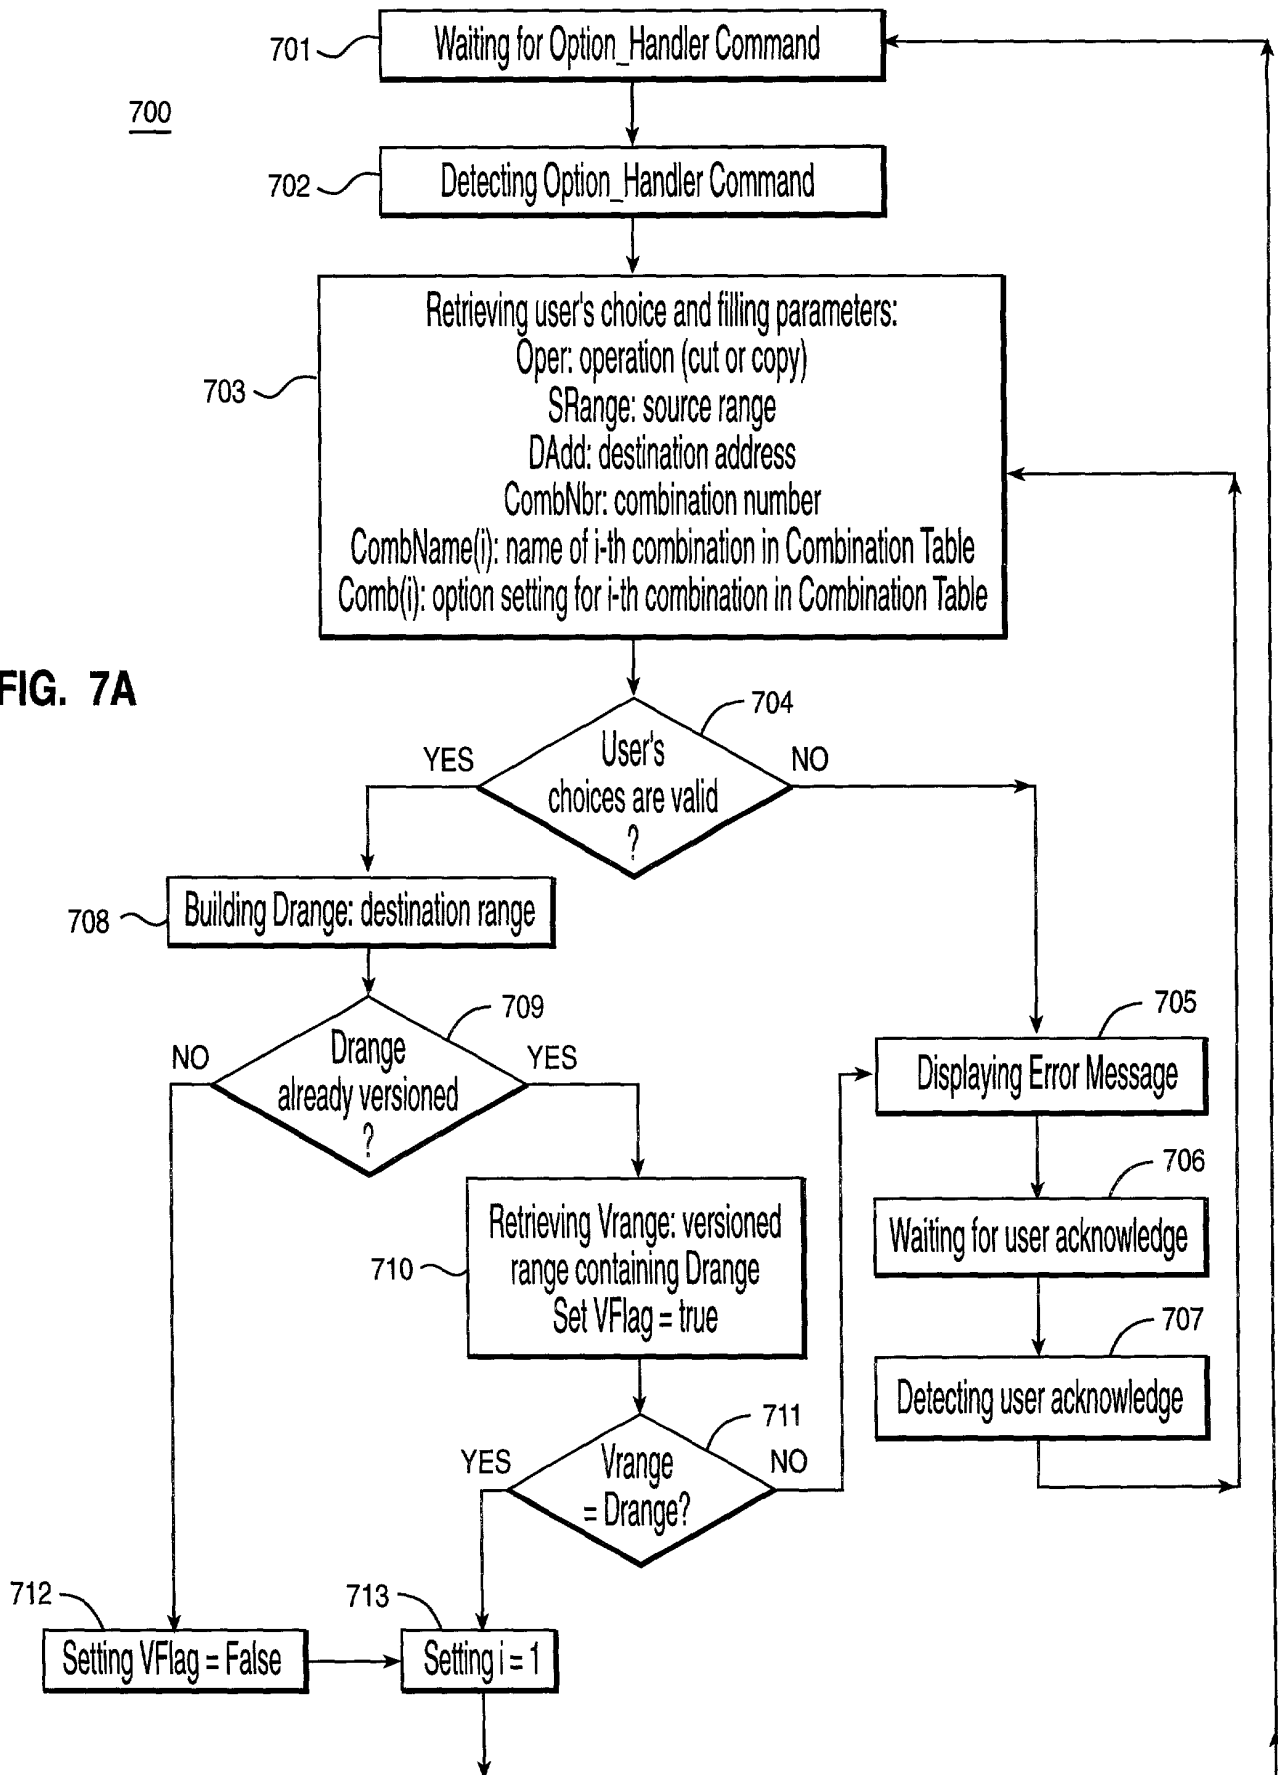 701
Waiting for Option_Handler Command
700
702
Detecting Option_Handler Command
703
Retrieving user's choice and filling parameters:
Oper: operation (cut or copy)
SRange: source range
DAdd: destination address
CombNbr: combination number
CombName(i): name of i-th combination in Combination Table
Comb(i): option setting for i-th combination in Combination Table
FIG. 7A
704
User's
choices are valid
?
YES
NO
708
Building Drange: destination range
709
Drange
already versioned
?
NO
YES
705
Displaying Error Message
706
Waiting for user acknowledge
710
Retrieving Vrange: versioned
range containing Drange
Set VFlag = true
707
Detecting user acknowledge
711
Vrange
= Drange?
YES
NO
712
Setting VFlag = False
713
Setting i = 1